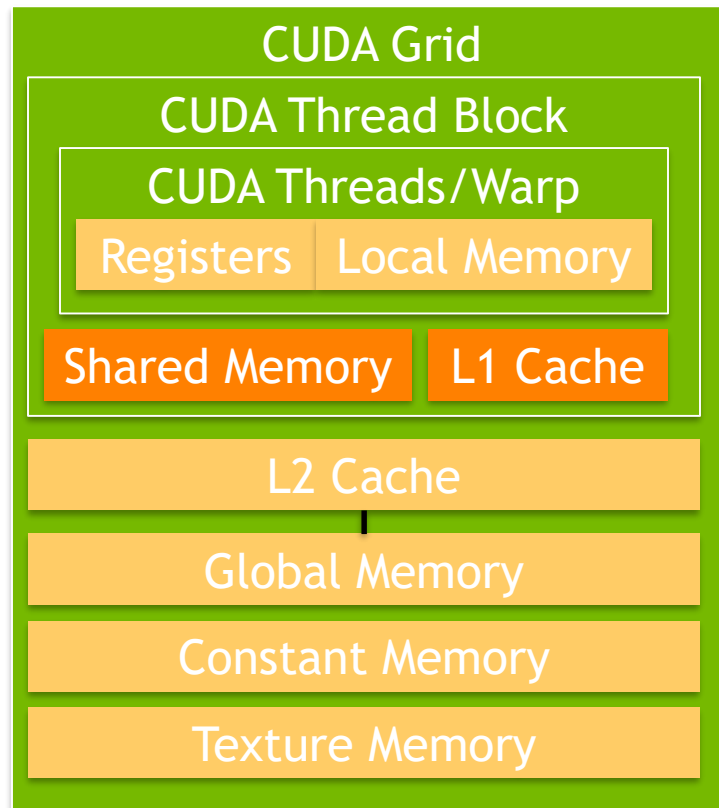 CUDA Grid
CUDA Thread Block
CUDA Threads/Warp
Registers Local Memory
Shared Memory L1 Cache
L2 Cache
Global Memory
Constant Memory
Texture Memory